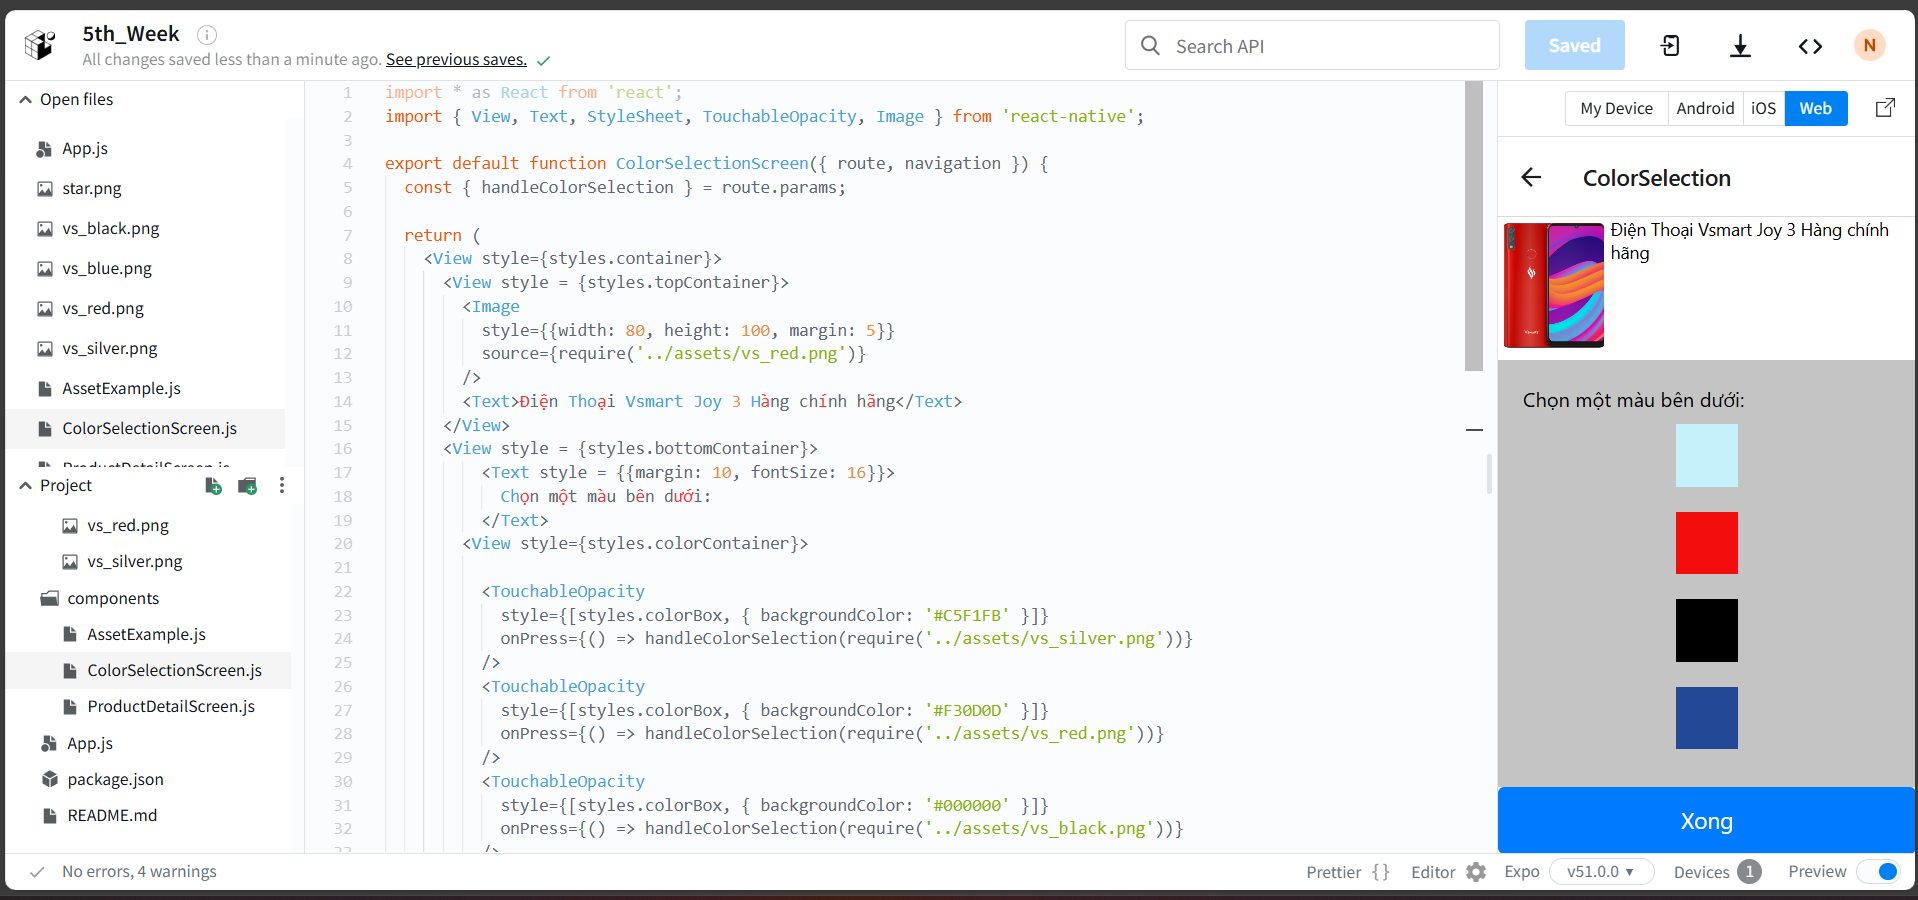 5th_Week
All changes saved less than a minute ago. See previous saves.
Search API
Saved
N
Open files
App.js
star.png
vs_black.png
vs_blue.png
vs_red.png
vs_silver.png
AssetExample.js
ColorSelectionScreen.js
ProductDetailScreen.js
Project
vs_red.png
vs_silver.png
components
AssetExample.js
ColorSelectionScreen.js
ProductDetailScreen.js
App.js
package.json
README.md
1 import * as React from 'react';
2 import { View, Text, StyleSheet, TouchableOpacity, Image } from 'react-native';
3
4 export default function ColorSelectionScreen({ route, navigation }) {
5 const { handleColorSelection } = route.params;
6
7 return (
8 <View style={styles.container}>
9 <View style = {styles.topContainer}>
10 <Image
11 style={{width: 80, height: 100, margin: 5}}
12 source={require('../assets/vs_red.png')}
13 />
14 <Text>Điện Thoại Vsmart Joy 3 Hàng chính hãng</Text>
15 </View>
16 <View style = {styles.bottomContainer}>
17 <Text style = {{margin: 10, fontSize: 16}}>
18 Chọn một màu bên dưới:
19 </Text>
20 <View style={styles.colorContainer}>
21
22 <TouchableOpacity
23 style={[styles.colorBox, { backgroundColor: '#C5F1FB' }]}
24 onPress={() => handleColorSelection(require('../assets/vs_silver.png'))}
25 />
26 <TouchableOpacity
27 style={[styles.colorBox, { backgroundColor: '#F30D0D' }]}
28 onPress={() => handleColorSelection(require('../assets/vs_red.png'))}
29 />
30 <TouchableOpacity
31 style={[styles.colorBox, { backgroundColor: '#000000' }]}
32 onPress={() => handleColorSelection(require('../assets/vs_black.png'))}
33 />
My Device Android iOS Web
ColorSelection
Điện Thoại Vsmart Joy 3 Hàng chính
hãng
Chọn một màu bên dưới:
Xong
No errors, 4 warnings
Prettier { } Editor Expo v51.0.0 Devices 1 Preview